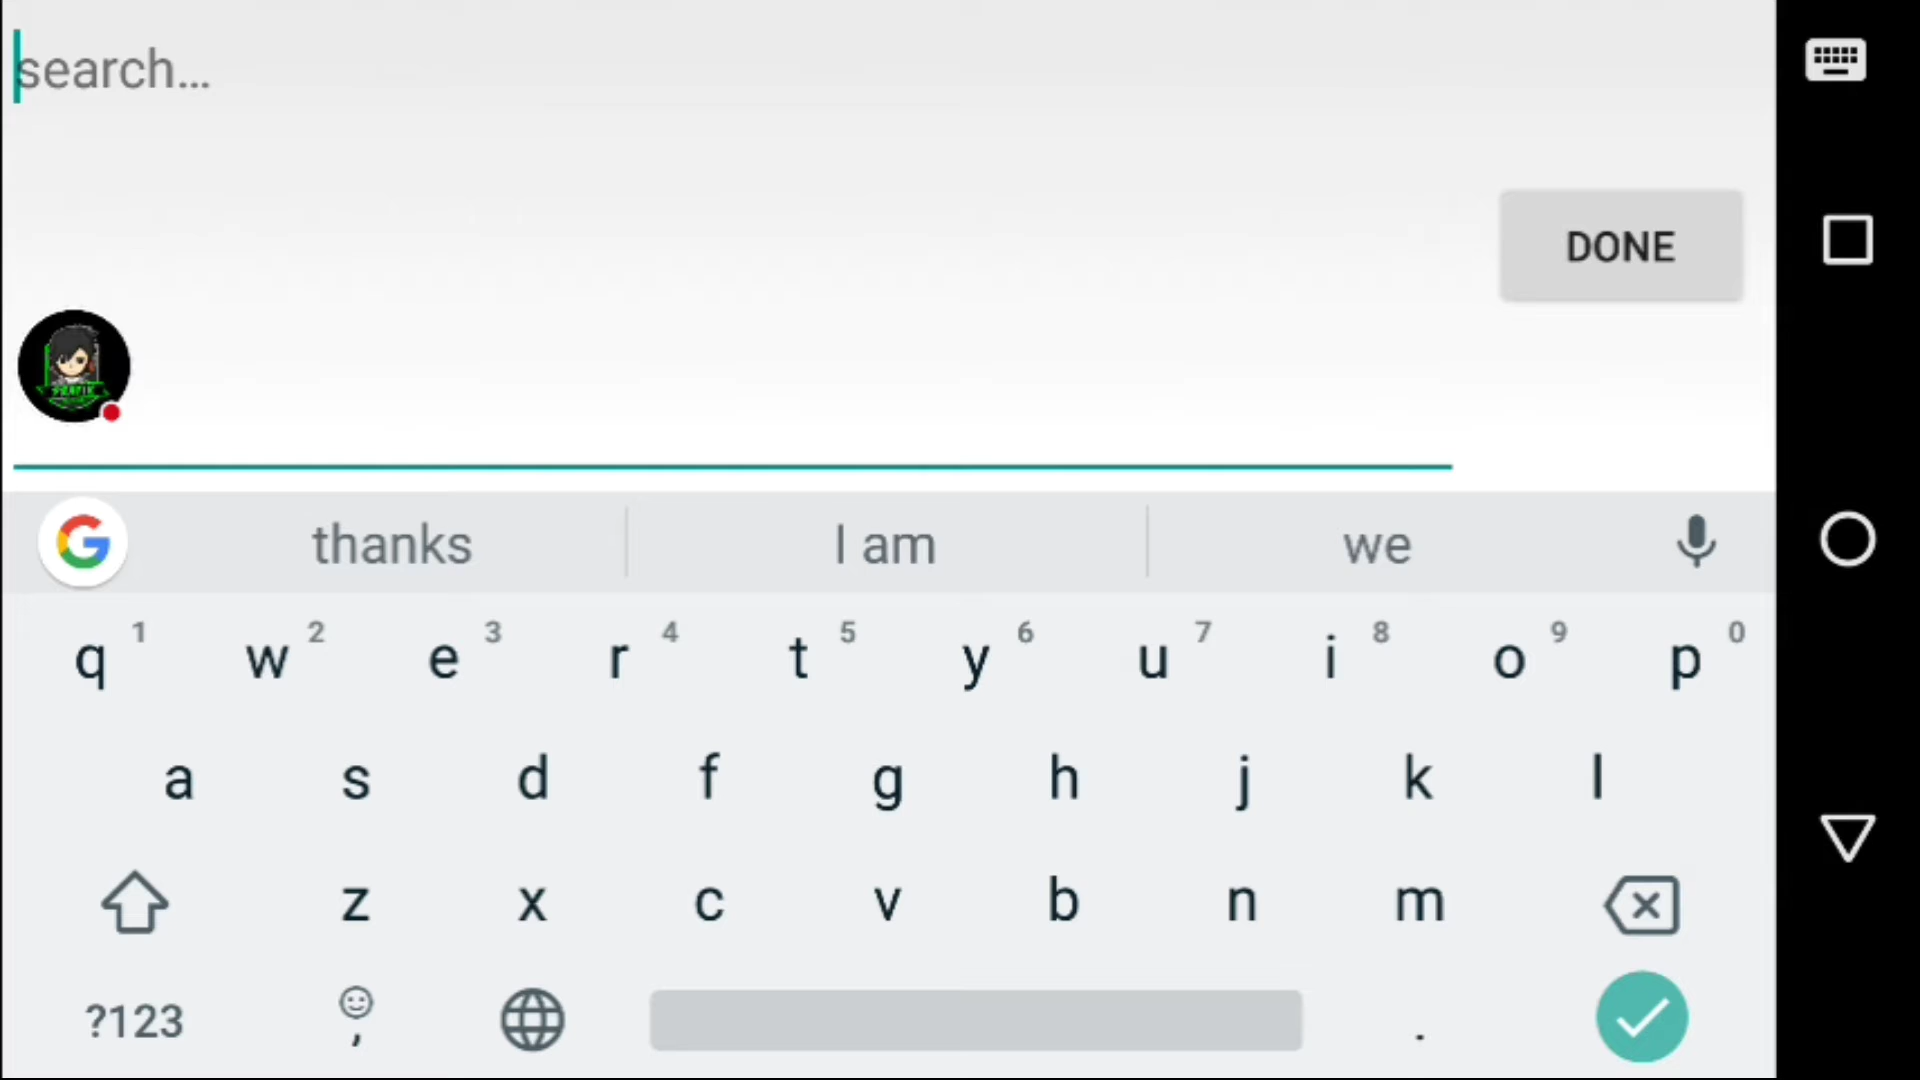 search...
DONE
thanks
I am
we
q 1 w 2 e 3 r 4 t 5 y 6 u 7 i 8 o 9 p 0
a s d f g h j k l
z x c v b n m
?123 , .